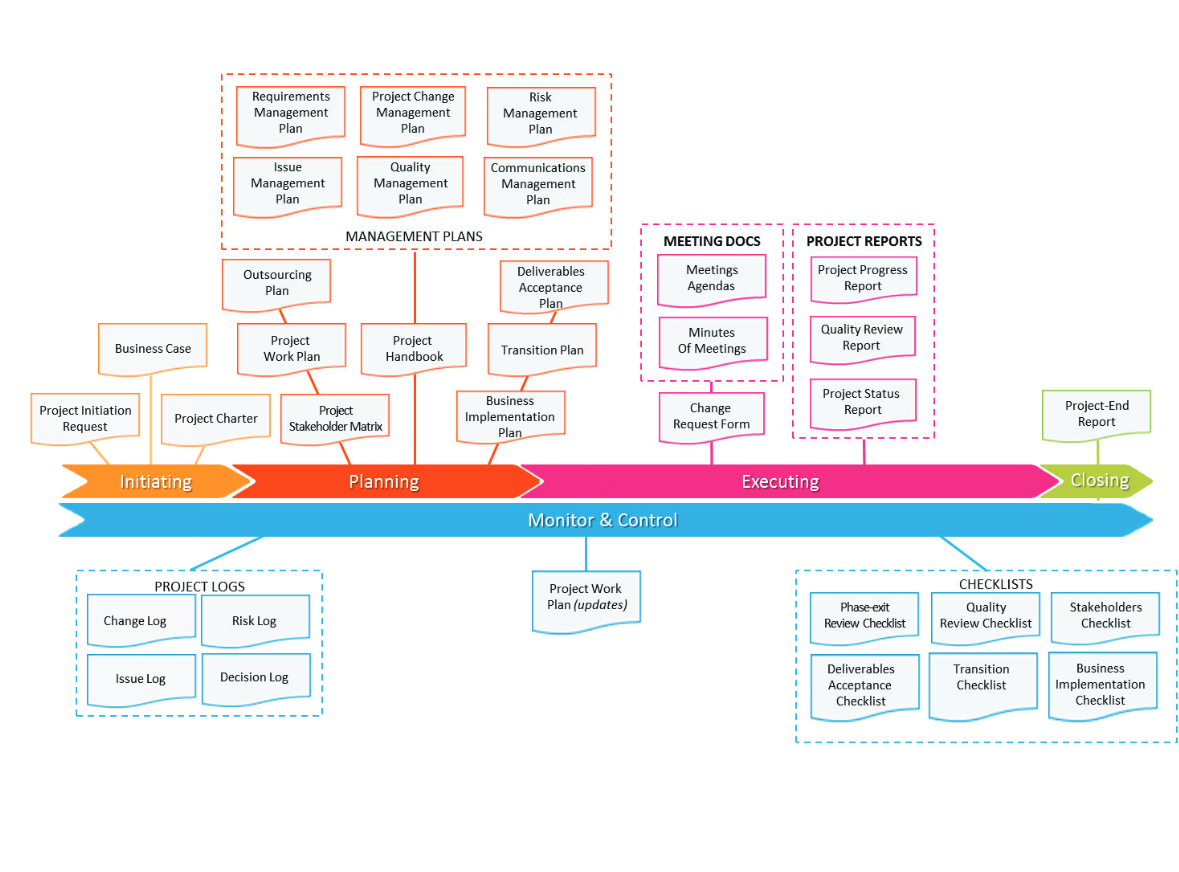 Requirements
Management
Plan
Project Change
Management
Plan
Risk
Management
Plan
Issue
Management
Plan
Quality
Management
Plan
Communications
Management
Plan
MANAGEMENT PLANS
MEETING DOCS
Meetings
Agendas
Minutes
Of Meetings
PROJECT REPORTS
Project Progress
Report
Quality Review
Report
Project Status
Report
Outsourcing
Plan
Deliverables
Acceptance
Plan
Business Case
Project
Work Plan
Project
Handbook
Transition Plan
Project Initiation
Request
Project Charter
Project
Stakeholder Matrix
Business
Implementation
Plan
Change
Request Form
Project-End
Report
Initiating
Planning
Executing
Closing
Monitor & Control
PROJECT LOGS
Change Log
Risk Log
Issue Log
Decision Log
Project Work
Plan (updates)
CHECKLISTS
Phase-exit
Review Checklist
Quality
Review Checklist
Stakeholders
Checklist
Deliverables
Acceptance
Checklist
Transition
Checklist
Business
Implementation
Checklist